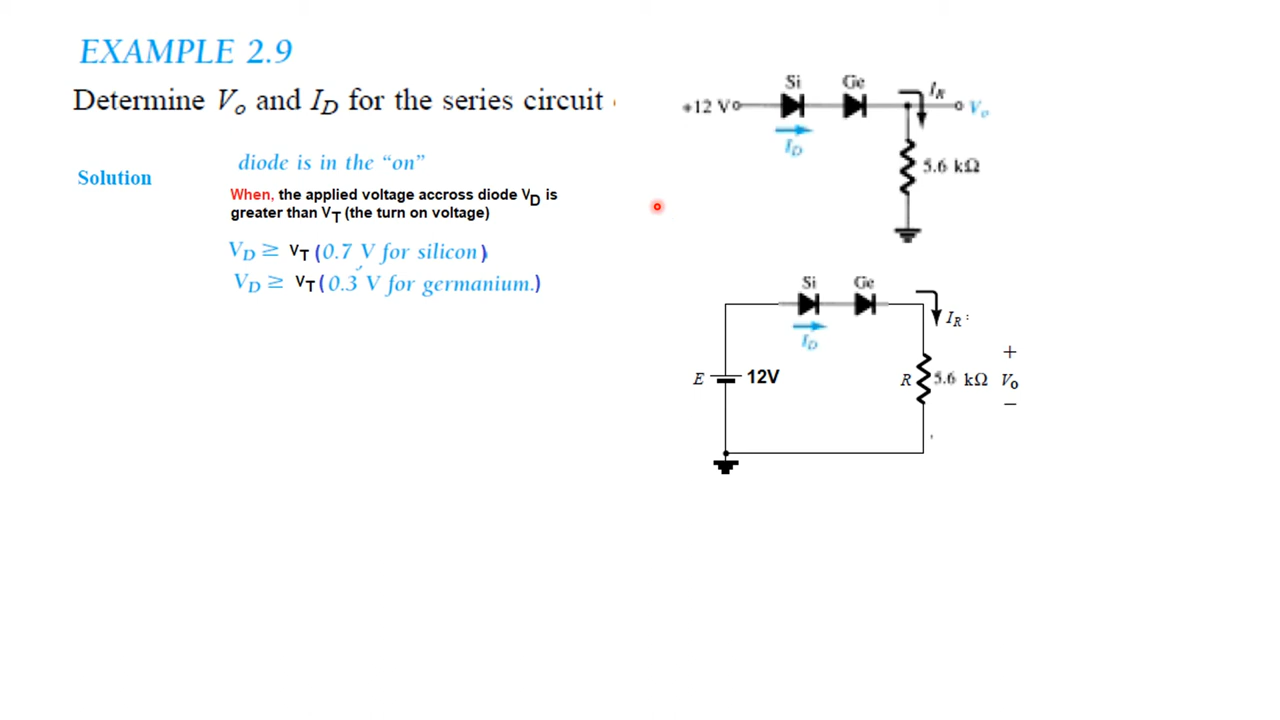 EXAMPLE 2.9
Determine Vo and ID for the series circuit
Solution
diode is in the “on”
When, the applied voltage accross diode VD is
greater than VT (the turn on voltage)
VD ≥ VT (0.7 V for silicon)
VD ≥ VT (0.3 V for germanium.)
Si Ge
IR
+12 V Vo
ID
5.6 kΩ
Si Ge
IR :
ID
+
E 12V R 5.6 kΩ Vo
−